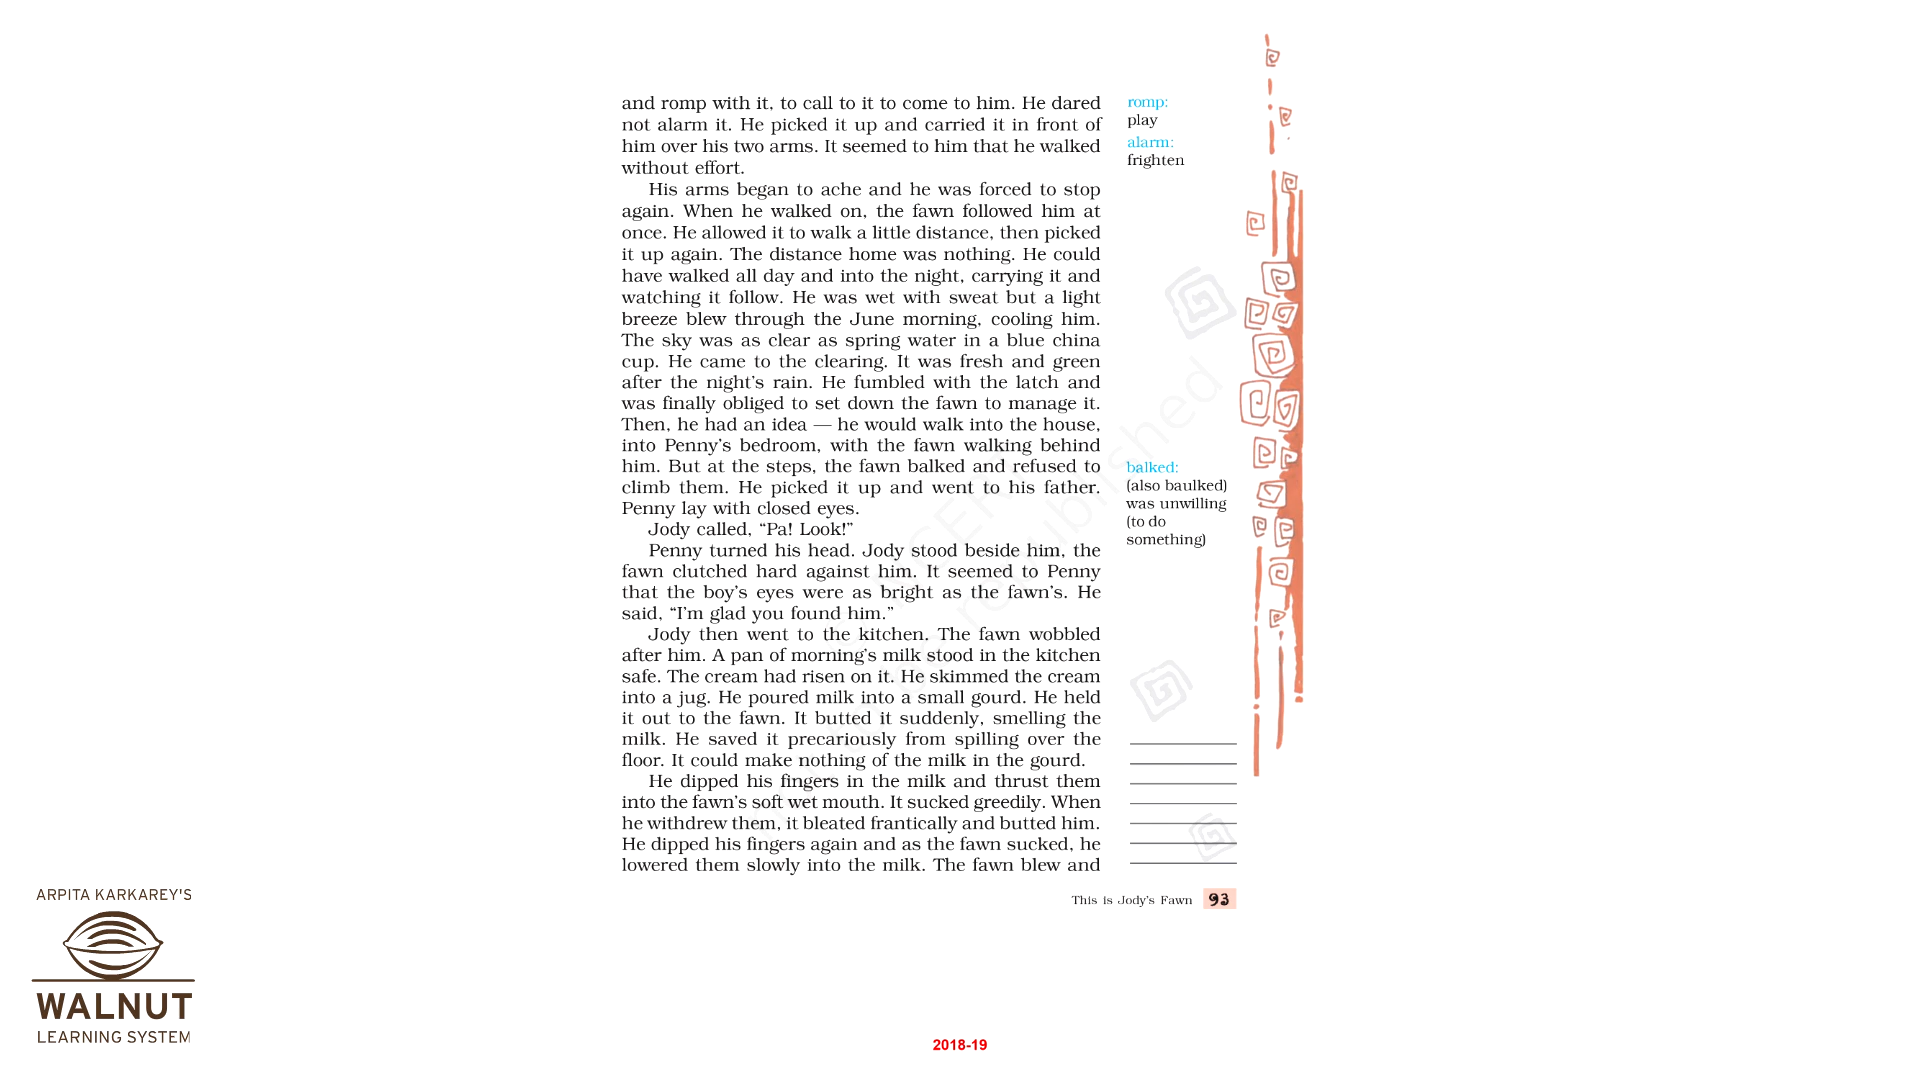 and romp with it, to call to it to come to him. He dared
not alarm it. He picked it up and carried it in front of
him over his two arms. It seemed to him that he walked
without effort.
His arms began to ache and he was forced to stop
again. When he walked on, the fawn followed him at
once. He allowed it to walk a little distance, then picked
it up again. The distance home was nothing. He could
have walked all day and into the night, carrying it and
watching it follow. He was wet with sweat but a light
breeze blew through the June morning, cooling him.
The sky was as clear as spring water in a blue china
cup. He came to the clearing. It was fresh and green
after the night's rain. He fumbled with the latch and
was finally obliged to set down the fawn to manage it.
Then, he had an idea — he would walk into the house,
into Penny's bedroom, with the fawn walking behind
him. But at the steps, the fawn balked and refused to
climb them. He picked it up and went to his father.
Penny lay with closed eyes.
Jody called, “Pa! Look!”
Penny turned his head. Jody stood beside him, the
fawn clutched hard against him. It seemed to Penny
that the boy's eyes were as bright as the fawn's. He
said, “I'm glad you found him.”
Jody then went to the kitchen. The fawn wobbled
after him. A pan of morning's milk stood in the kitchen
safe. The cream had risen on it. He skimmed the cream
into a jug. He poured milk into a small gourd. He held
it out to the fawn. It butted it suddenly, smelling the
milk. He saved it precariously from spilling over the
floor. It could make nothing of the milk in the gourd.
He dipped his fingers in the milk and thrust them
into the fawn's soft wet mouth. It sucked greedily. When
he withdrew them, it bleated frantically and butted him.
He dipped his fingers again and as the fawn sucked, he
lowered them slowly into the milk. The fawn blew and
romp:
play
alarm:
frighten
balked:
(also baulked)
was unwilling
(to do
something)
This is Jody's Fawn 93
ARPITA KARKAREY'S
WALNUT
LEARNING SYSTEM
2018-19